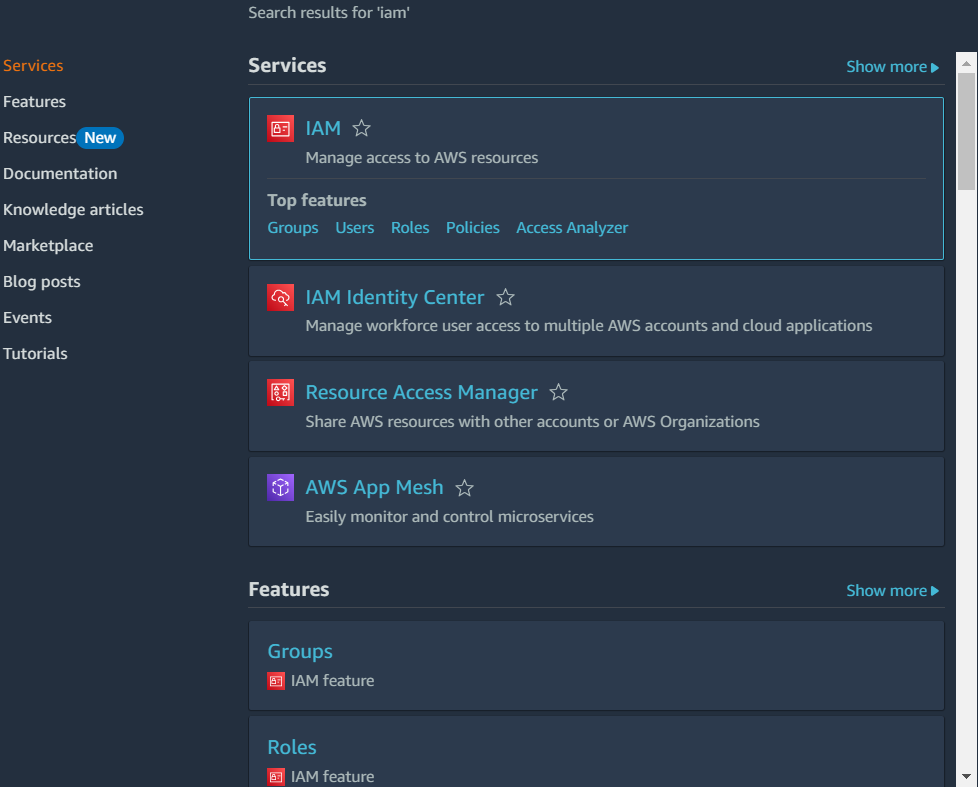 Search results for 'iam'
Services
Features
Resources New
Documentation
Knowledge articles
Marketplace
Blog posts
Events
Tutorials
Services
Show more
IAM
Manage access to AWS resources
Top features
Groups Users Roles Policies Access Analyzer
IAM Identity Center
Manage workforce user access to multiple AWS accounts and cloud applications
Resource Access Manager
Share AWS resources with other accounts or AWS Organizations
AWS App Mesh
Easily monitor and control microservices
Features
Show more
Groups
IAM feature
Roles
IAM feature